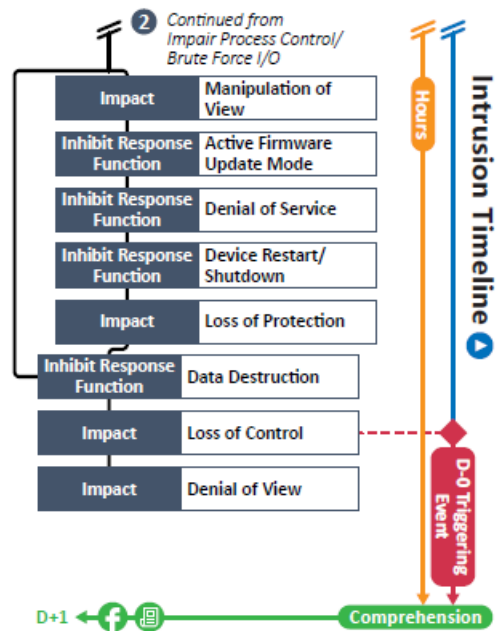 2 Continued from
Impair Process Control/
Brute Force I/O
Impact
Manipulation of
View
Inhibit Response
Function
Active Firmware
Update Mode
Inhibit Response
Function
Denial of Service
Inhibit Response
Function
Device Restart/
Shutdown
Impact
Loss of Protection
Inhibit Response
Function
Data Destruction
Impact
Loss of Control
Impact
Denial of View
Hours
Intrusion Timeline
D-0 Triggering
Event
D+1
f
Comprehension